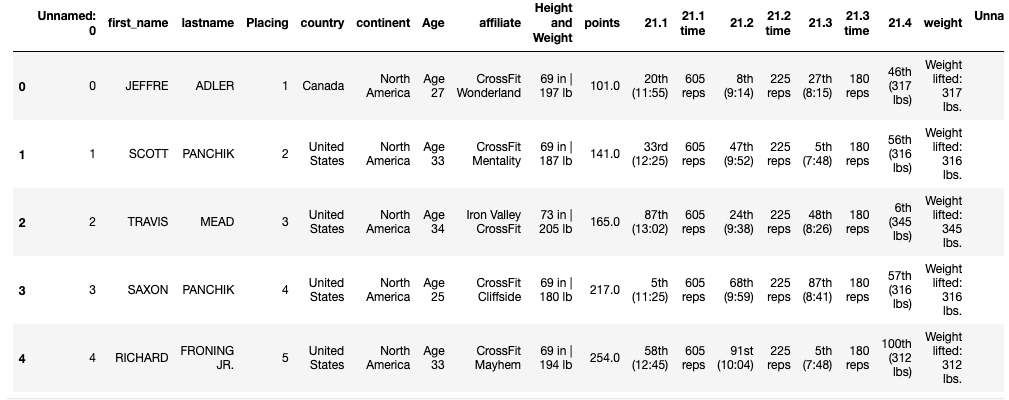 Unnamed: 0 first_name lastname Placing country continent Age affiliate Height and Weight points 21.1 21.1 time 21.2 21.2 time 21.3 21.3 time 21.4 weight Unna
0 0 JEFFRE ADLER 1 Canada North America Age 27 CrossFit Wonderland 69 in | 197 lb 101.0 20th (11:55) 605 reps 8th (9:14) 225 reps 27th (8:15) 180 reps 46th (317 lbs) Weight lifted: 317 lbs.
1 1 SCOTT PANCHIK 2 United States North America Age 33 CrossFit Mentality 69 in | 187 lb 141.0 33rd (12:25) 605 reps 47th (9:52) 225 reps 5th (7:48) 180 reps 56th (316 lbs) Weight lifted: 316 lbs.
2 2 TRAVIS MEAD 3 United States North America Age 34 Iron Valley CrossFit 73 in | 205 lb 165.0 87th (13:02) 605 reps 24th (9:38) 225 reps 48th (8:26) 180 reps 6th (345 lbs) Weight lifted: 345 lbs.
3 3 SAXON PANCHIK 4 United States North America Age 25 CrossFit Cliffside 69 in | 180 lb 217.0 5th (11:25) 605 reps 68th (9:59) 225 reps 87th (8:41) 180 reps 57th (316 lbs) Weight lifted: 316 lbs.
4 4 RICHARD FRONING JR. 5 United States North America Age 33 CrossFit Mayhem 69 in | 194 lb 254.0 58th (12:45) 605 reps 91st (10:04) 225 reps 5th (7:48) 180 reps 100th (312 lbs) Weight lifted: 312 lbs.